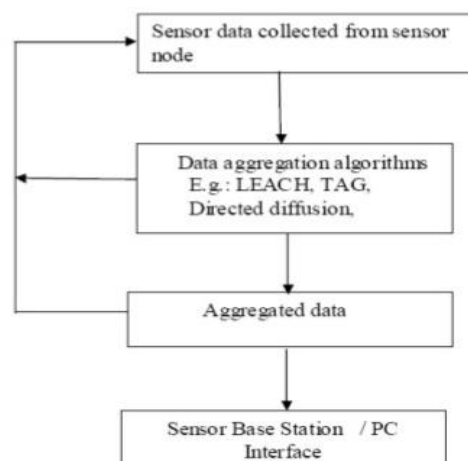 Sensor data collected from sensor
node
Data aggregation algorithms
E.g.: LEACH, TAG,
Directed diffusion,
Aggregated data
Sensor Base Station / PC
Interface